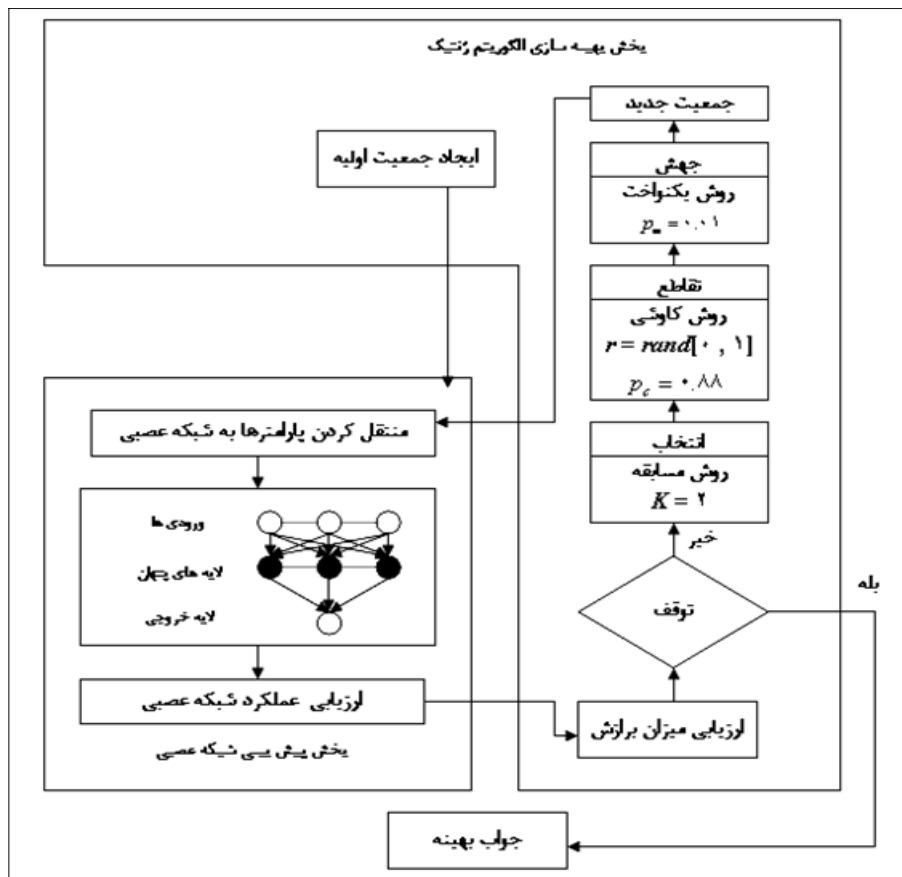 بخش بهینه سازی الگوریتم ژنتیک
جمعیت جدید
ایجاد جمعیت اولیه
جهش
روش یکنواخت
p_m = ۰.۰۱
تقاطع
روش کاوشی
r = rand[۰ , ۱]
p_c = ۰.۸۸
انتخاب
روش مسابقه
K = ۲
خیر
بله
توقف
ارزیابی میزان برازش
منتقل کردن پارامترها به شبکه عصبی
ورودی ها
لایه های پنهان
لایه خروجی
ارزیابی عملکرد شبکه عصبی
بخش پیش بینی شبکه عصبی
جواب بهینه